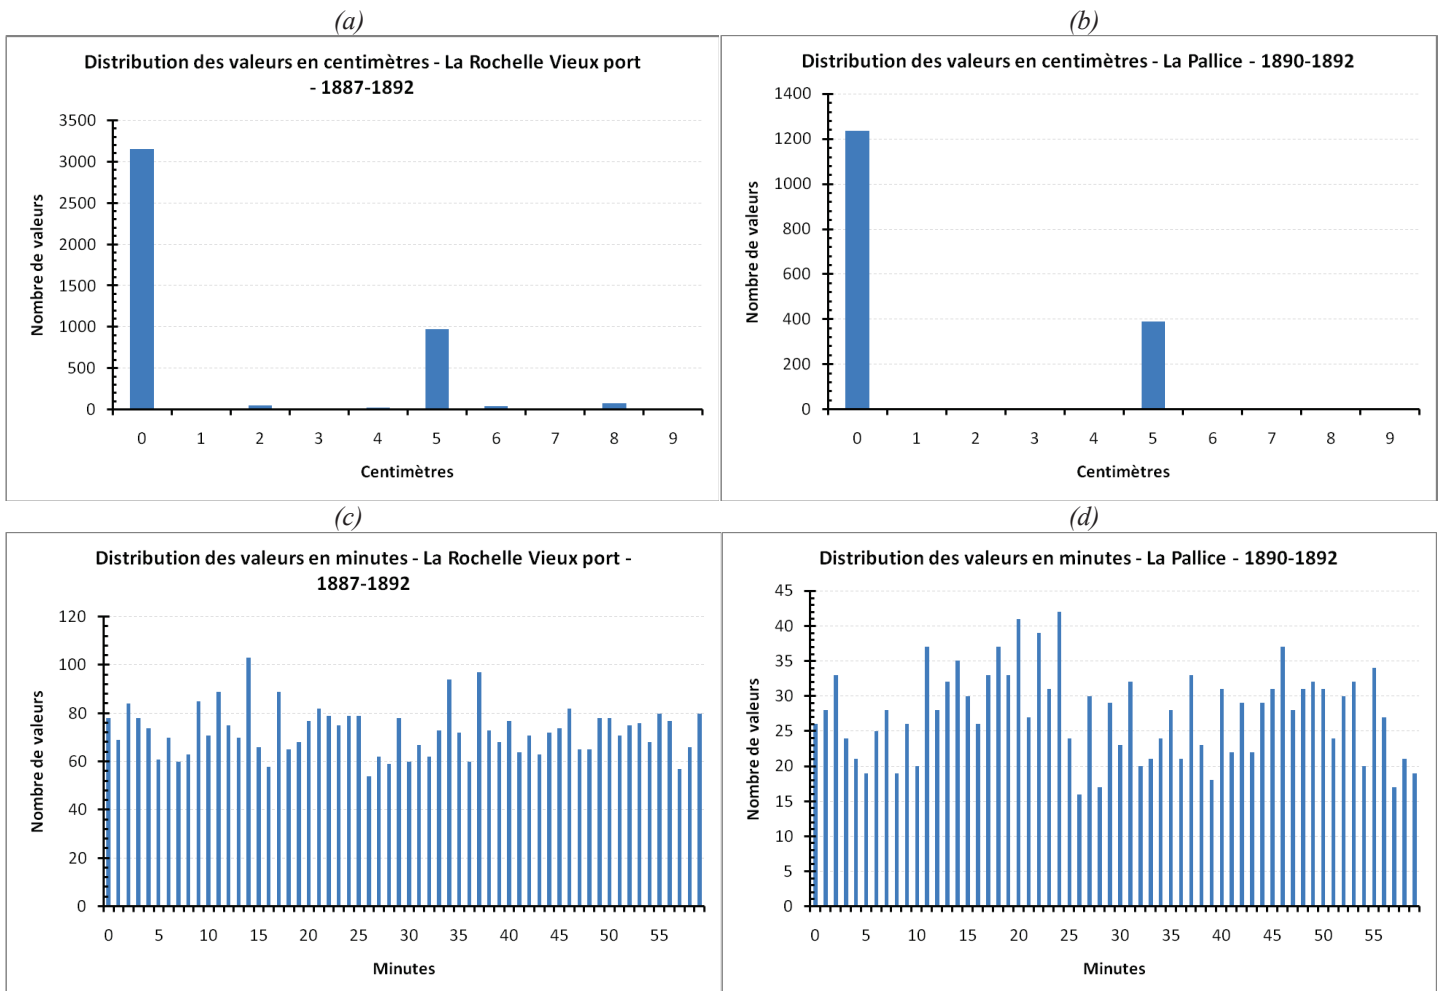 (a)
Distribution des valeurs en centimètres - La Rochelle Vieux port
- 1887-1892
Nombre de valeurs
3500
3000
2500
2000
1500
1000
500
0
0 1 2 3 4 5 6 7 8 9
Centimètres
(b)
Distribution des valeurs en centimètres - La Pallice - 1890-1892
Nombre de valeurs
1400
1200
1000
800
600
400
200
0
0 1 2 3 4 5 6 7 8 9
Centimètres
(c)
Distribution des valeurs en minutes - La Rochelle Vieux port -
1887-1892
Nombre de valeurs
120
100
80
60
40
20
0
0 5 10 15 20 25 30 35 40 45 50 55
Minutes
(d)
Distribution des valeurs en minutes - La Pallice - 1890-1892
Nombre de valeurs
45
40
35
30
25
20
15
10
5
0
0 5 10 15 20 25 30 35 40 45 50 55
Minutes